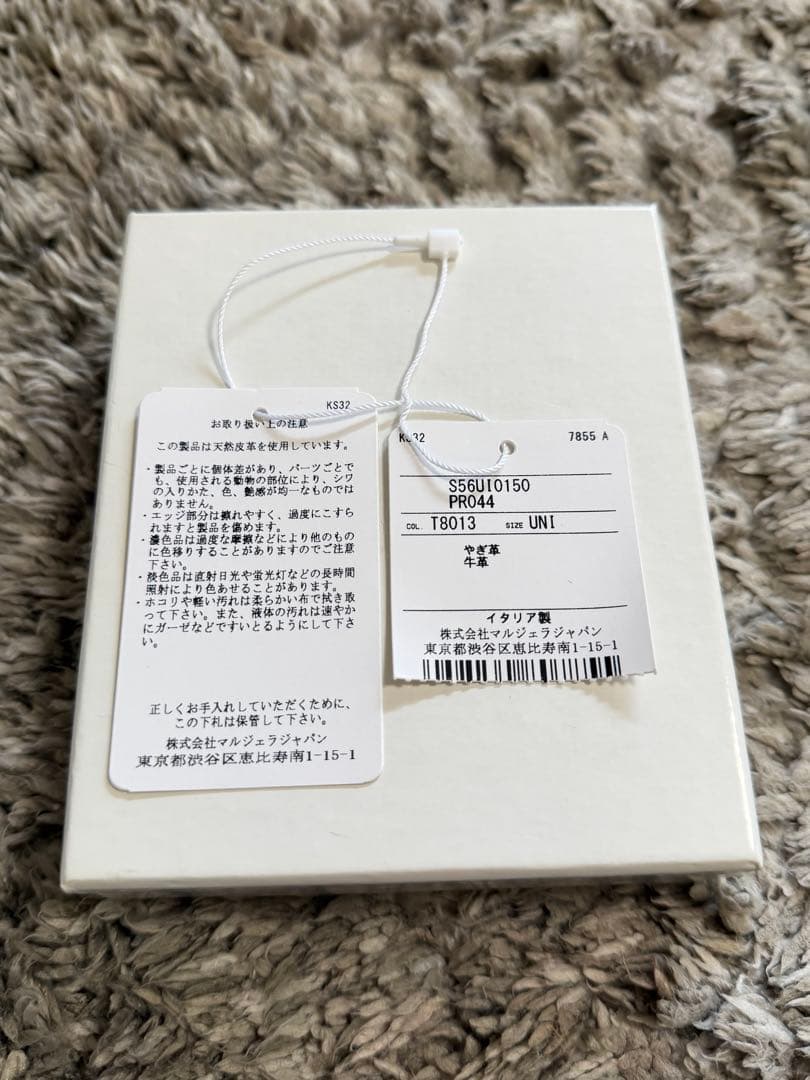 KS32
お取り扱い上の注意
この製品は天然皮革を使用しています。
・製品ごとに個体差があり、パーツごとで
も、使用される動物の部位により、シワ
の入りかた、色、艶感が均一なものでは
ありません。
・エッジ部分は擦れやすく、過度にこすら
れますと製品を傷めます。
・濃色品は過度な摩擦などにより他のもの
に色移りすることがありますのでご注意
下さい。
・淡色品は直射日光や蛍光灯などの長時間
照射により色あせることがあります。
・ホコリや軽い汚れは柔らかい布で拭き取
って下さい。また、液体の汚れは速やか
にガーゼなどですいとるようにして下さ
い。
正しくお手入れしていただくために、
この下札は保管して下さい。
株式会社マルジェラジャパン
東京都渋谷区恵比寿南1-15-1
KS32 7855 A
S56UI0150
PR044
COL. T8013 SIZE UNI
やぎ革
牛革
イタリア製
株式会社マルジェラジャパン
東京都渋谷区恵比寿南1-15-1